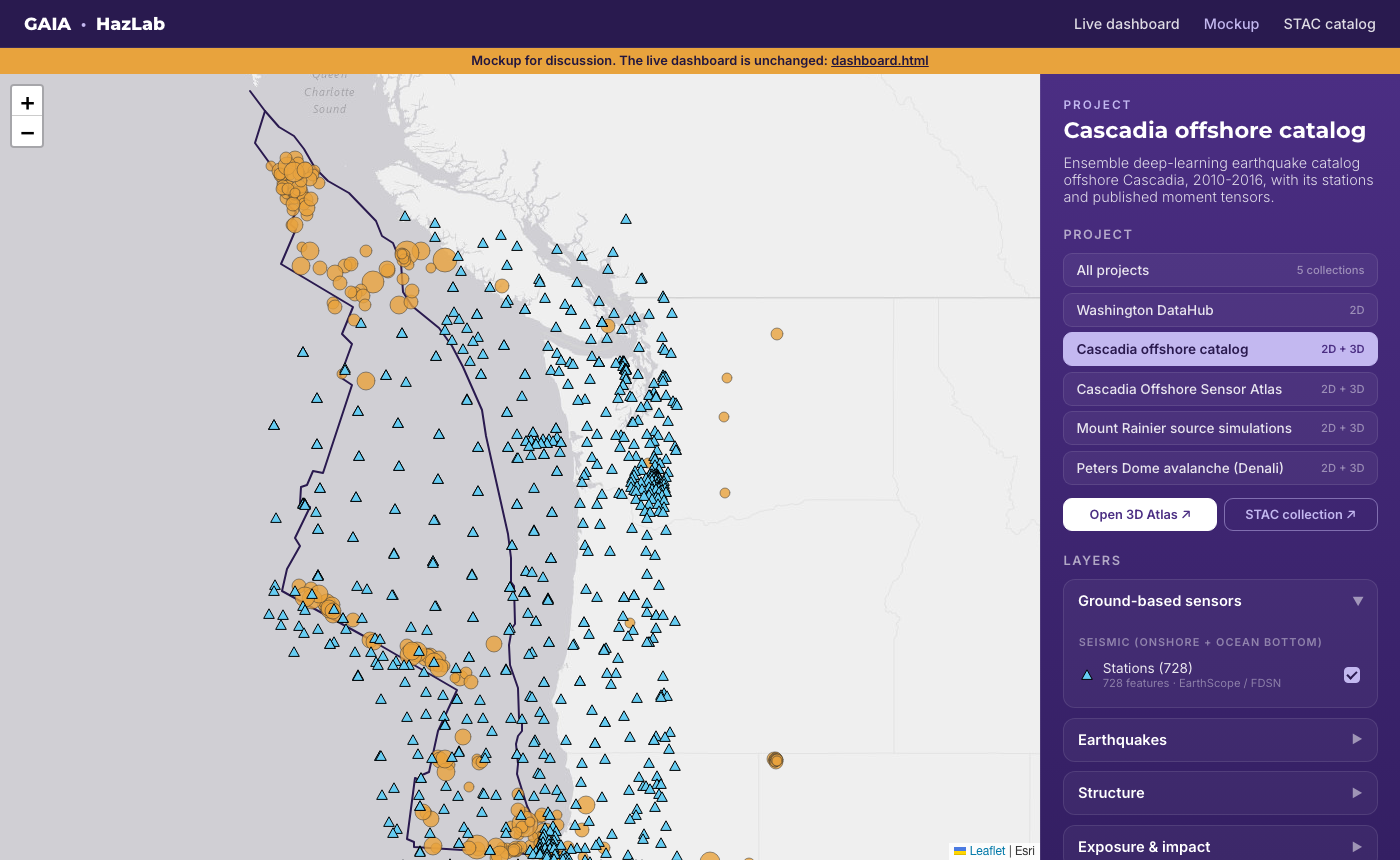 GAIA · HazLab
Live dashboard
Mockup
STAC catalog
Mockup for discussion. The live dashboard is unchanged: dashboard.html
Queen
Charlotte
Sound
+
−
PROJECT
Cascadia offshore catalog
Ensemble deep-learning earthquake catalog
offshore Cascadia, 2010-2016, with its stations
and published moment tensors.
PROJECT
All projects 5 collections
Washington DataHub 2D
Cascadia offshore catalog 2D + 3D
Cascadia Offshore Sensor Atlas 2D + 3D
Mount Rainier source simulations 2D + 3D
Peters Dome avalanche (Denali) 2D + 3D
Open 3D Atlas ↗ STAC collection ↗
LAYERS
Ground-based sensors ▼
SEISMIC (ONSHORE + OCEAN BOTTOM)
Stations (728)
728 features · EarthScope / FDSN
Earthquakes ▶
Structure ▶
Exposure & impact ▶
Leaflet | Esri